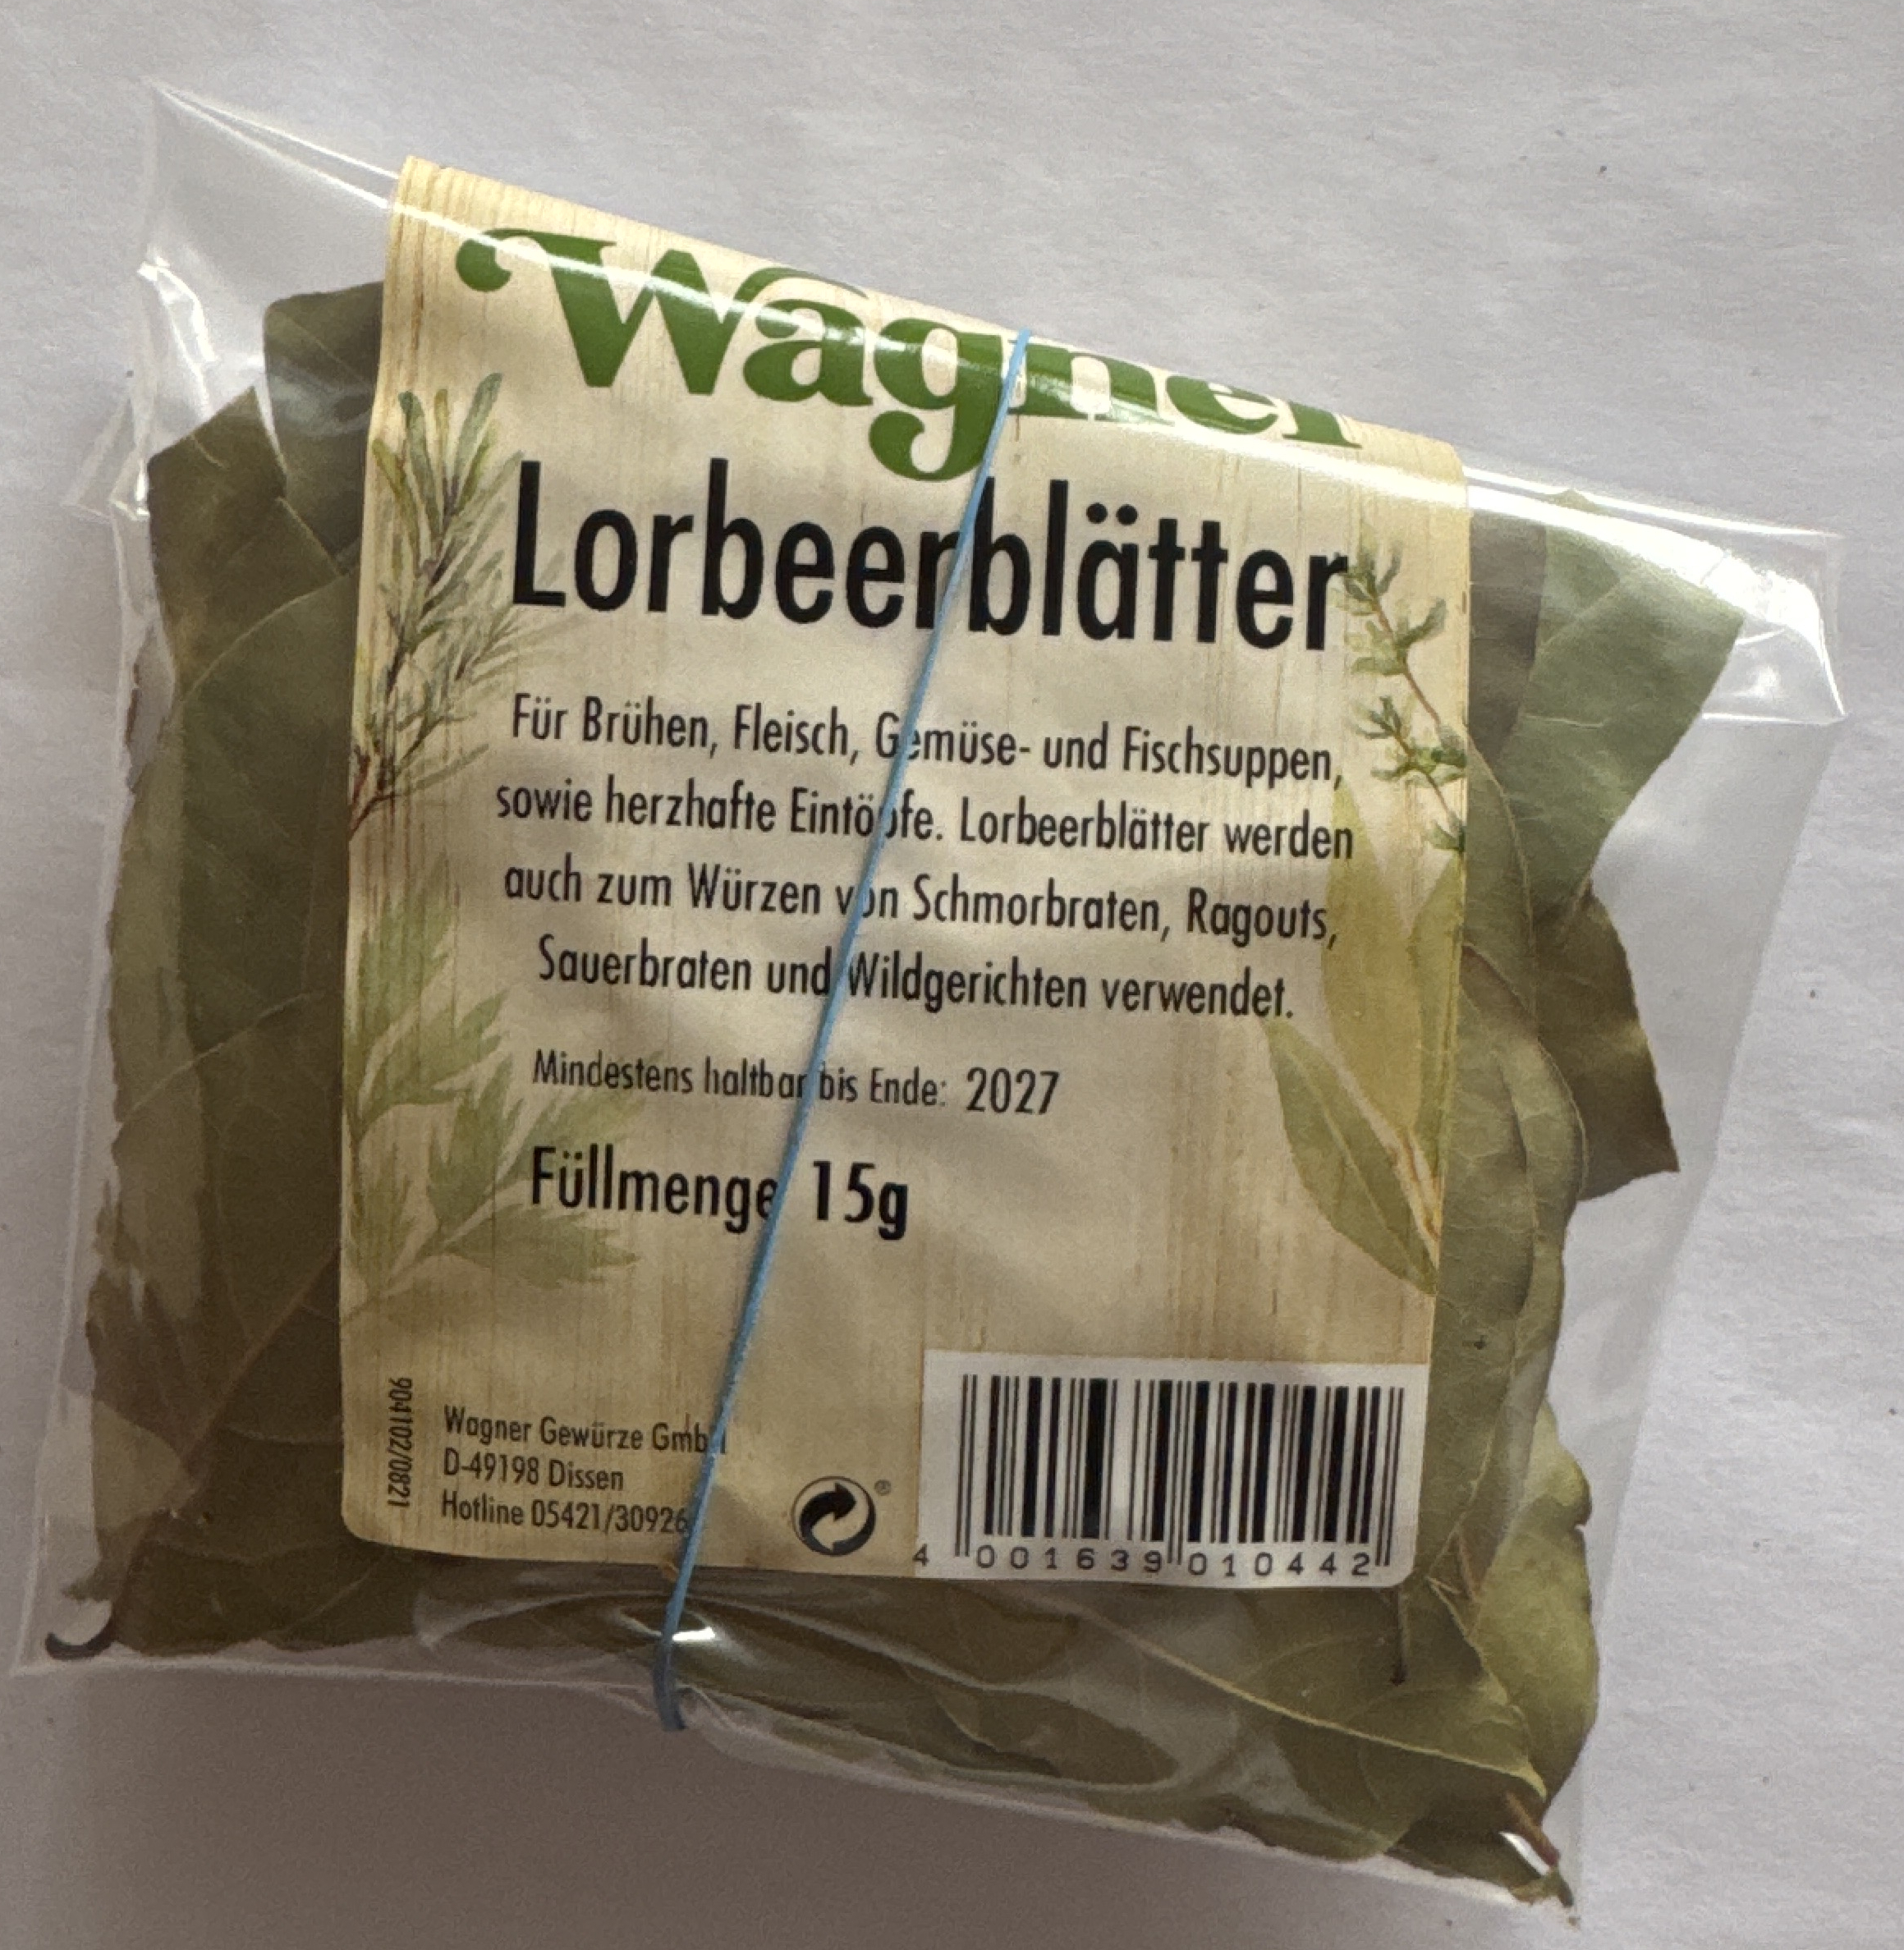 Wagner
Lorbeerblätter
Für Brühen, Fleisch, Gemüse- und Fischsuppen,
sowie herzhafte Eintöpfe. Lorbeerblätter werden
auch zum Würzen von Schmorbraten, Ragouts,
Sauerbraten und Wildgerichten verwendet.
Mindestens haltbar bis Ende: 2027
Füllmenge 15g
904102/0821
Wagner Gewürze GmbH
D-49198 Dissen
Hotline 05421/30926
®
4 001639 010442